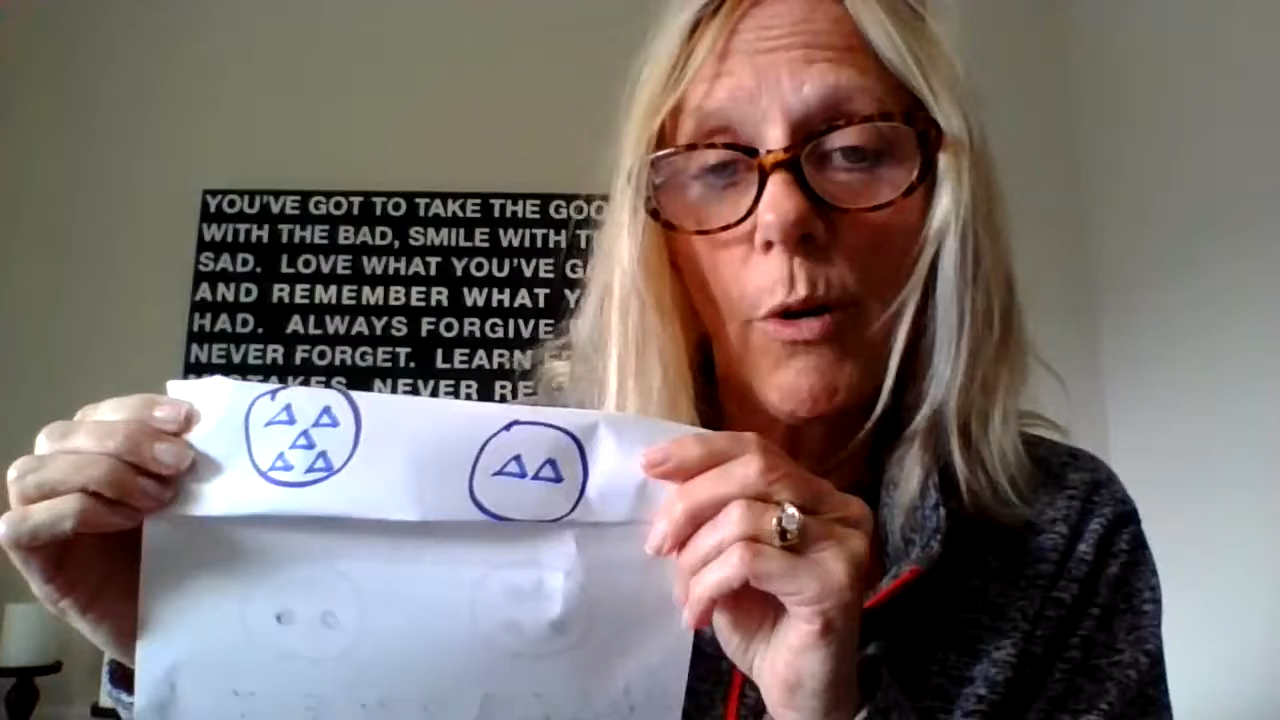 YOU'VE GOT TO TAKE THE GOO
WITH THE BAD, SMILE WITH
SAD. LOVE WHAT YOU'VE G
AND REMEMBER WHAT Y
HAD. ALWAYS FORGIVE
NEVER FORGET. LEARN
NEVER RE